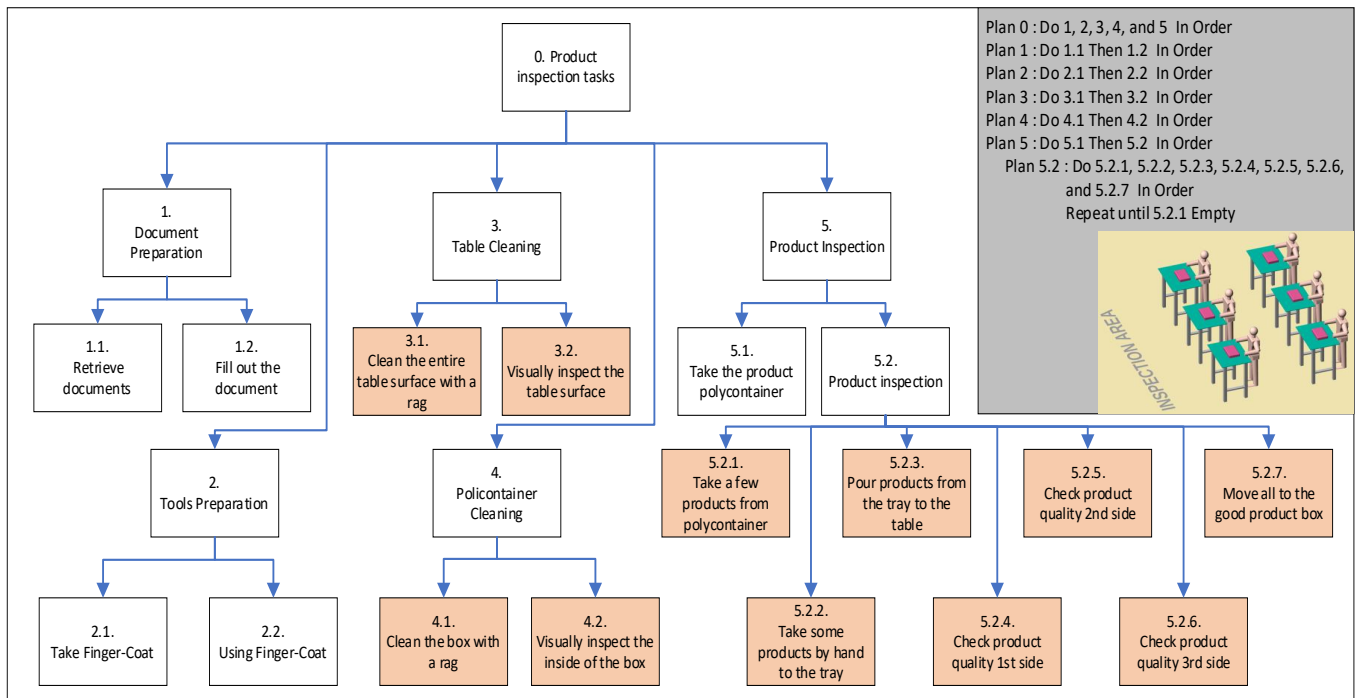 0. Product
inspection tasks
Plan 0 : Do 1, 2, 3, 4, and 5 In Order
Plan 1 : Do 1.1 Then 1.2 In Order
Plan 2 : Do 2.1 Then 2.2 In Order
Plan 3 : Do 3.1 Then 3.2 In Order
Plan 4 : Do 4.1 Then 4.2 In Order
Plan 5 : Do 5.1 Then 5.2 In Order
Plan 5.2 : Do 5.2.1, 5.2.2, 5.2.3, 5.2.4, 5.2.5, 5.2.6,
and 5.2.7 In Order
Repeat until 5.2.1 Empty
INSPECTION AREA
1.
Document
Preparation
3.
Table Cleaning
5.
Product Inspection
1.1.
Retrieve
documents
1.2.
Fill out the
document
3.1.
Clean the entire
table surface with a
rag
3.2.
Visually inspect the
table surface
5.1.
Take the product
polycontainer
5.2.
Product inspection
2.
Tools Preparation
4.
Policontainer
Cleaning
5.2.1.
Take a few
products from
polycontainer
5.2.3.
Pour products from
the tray to the
table
5.2.5.
Check product
quality 2nd side
5.2.7.
Move all to the
good product box
2.1.
Take Finger-Coat
2.2.
Using Finger-Coat
4.1.
Clean the box with
a rag
4.2.
Visually inspect the
inside of the box
5.2.2.
Take some
products by hand
to the tray
5.2.4.
Check product
quality 1st side
5.2.6.
Check product
quality 3rd side